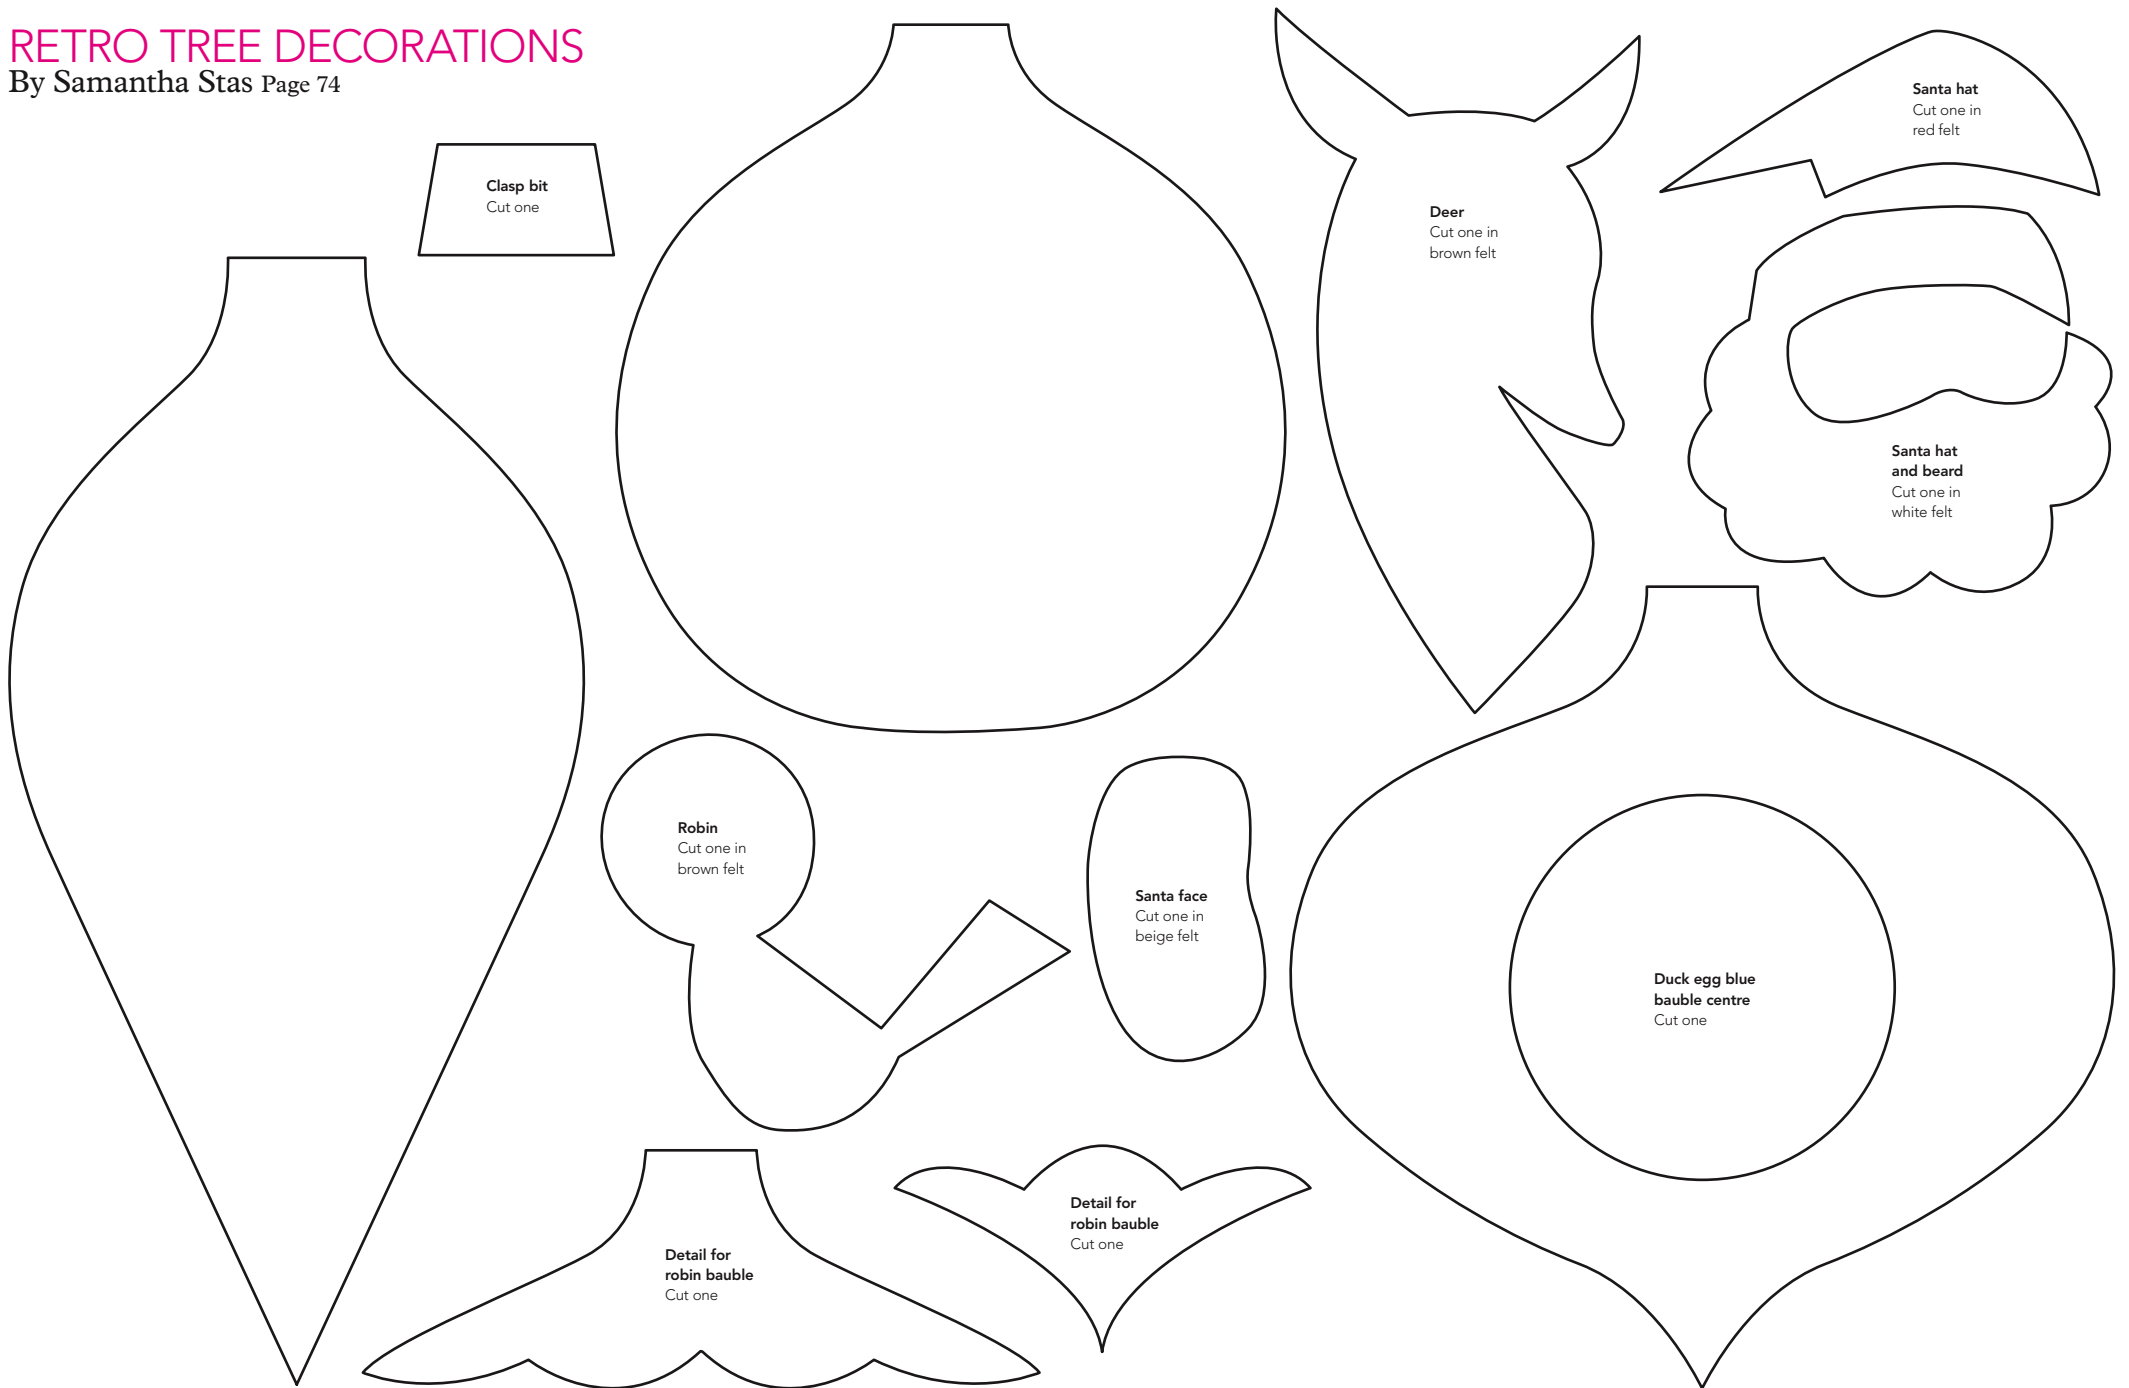 RETRO TREE DECORATIONS
By Samantha Stas Page 74
Clasp bit
Cut one
Deer
Cut one in
brown felt
Santa hat
Cut one in
red felt
Santa hat
and beard
Cut one in
white felt
Robin
Cut one in
brown felt
Santa face
Cut one in
beige felt
Duck egg blue
bauble centre
Cut one
Detail for
robin bauble
Cut one
Detail for
robin bauble
Cut one